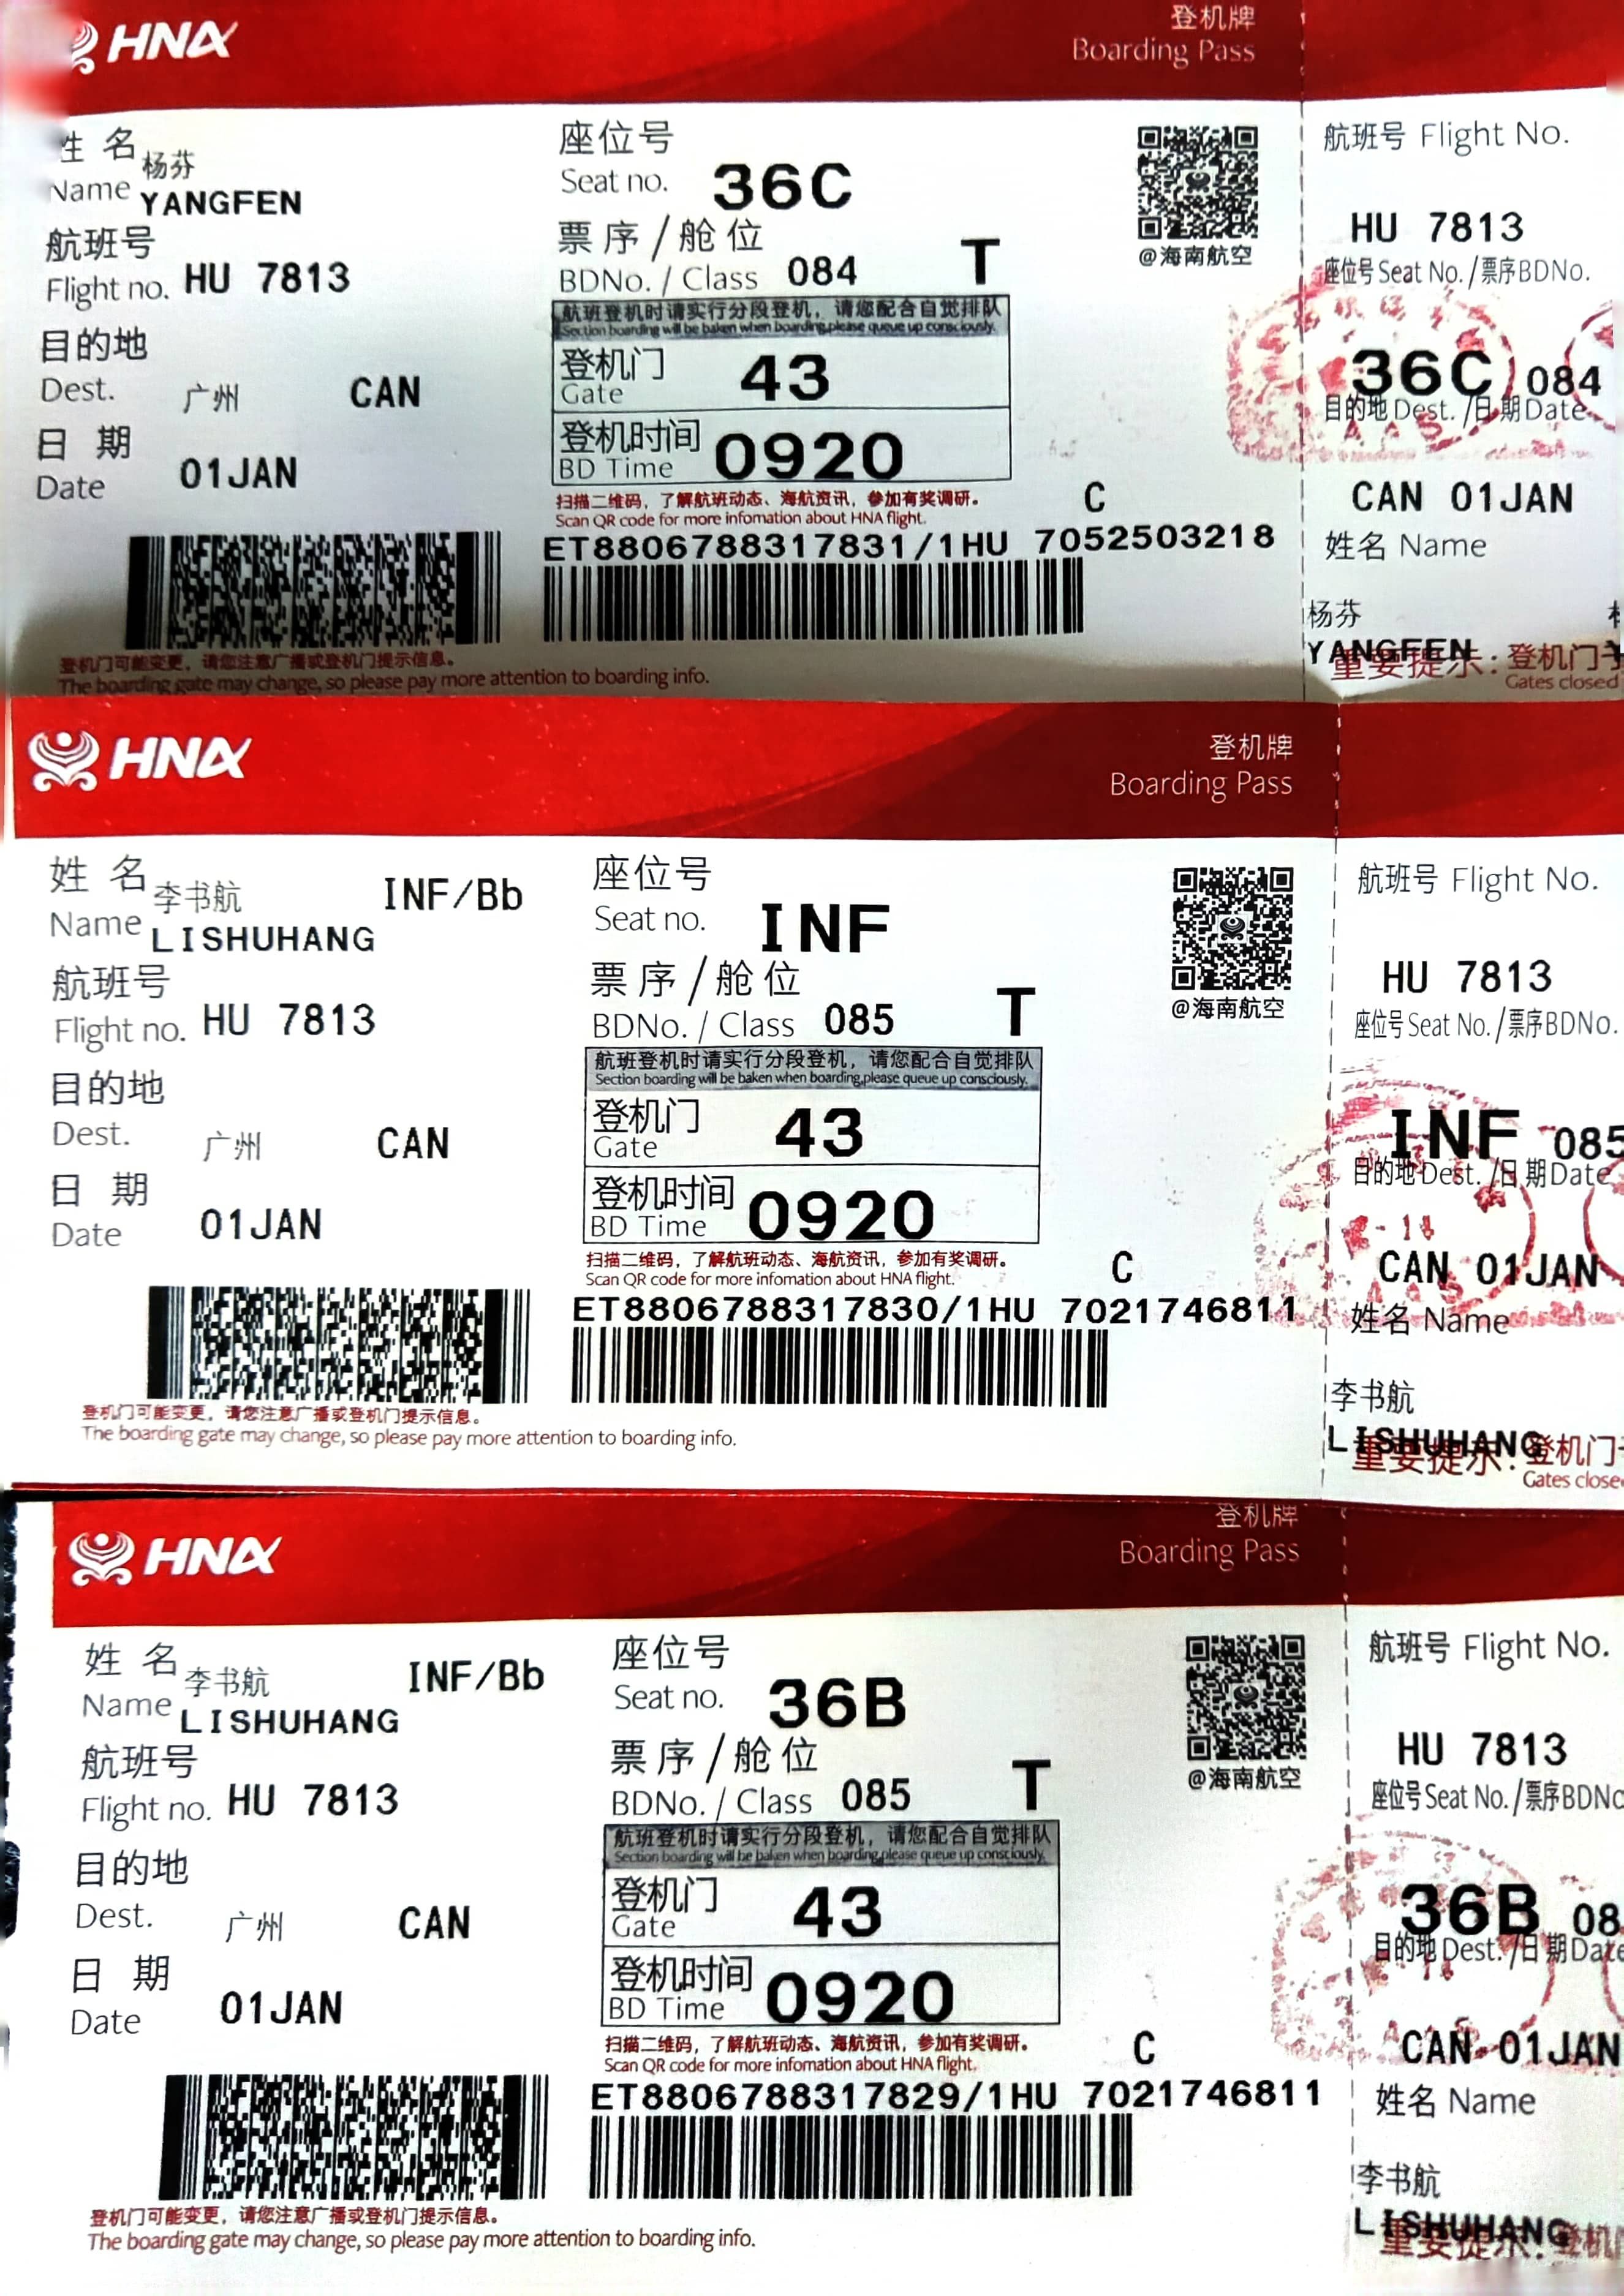 HNA
登机牌
Boarding Pass
姓 名 杨芬
Name YANGFEN
航班号
Flight no. HU 7813
目的地
Dest. 广州 CAN
日 期
Date 01JAN
座位号
Seat no. 36C
票序/舱位
BDNo. / Class 084 T
航班登机时请实行分段登机，请您配合自觉排队
Section boarding will be baken when boarding,please queue up consciously.
登机门
Gate 43
登机时间
BD Time 0920
扫描二维码，了解航班动态、海航资讯，参加有奖调研。
Scan QR code for more infomation about HNA flight.
C
ET8806788317831/1HU 7052503218
@海南航空
登机门可能变更，请您注意广播或登机门提示信息。
The boarding gate may change, so please pay more attention to boarding info.
航班号 Flight No.
HU 7813
座位号 Seat No./票序BDNo.
36C 084
目的地 Dest. /日期 Date
CAN 01JAN
姓名 Name
杨芬
YANGFEN
重要提示: 登机门
Gates closed
HNA
登机牌
Boarding Pass
姓 名 李书航 INF/Bb
Name LISHUHANG
航班号
Flight no. HU 7813
目的地
Dest. 广州 CAN
日 期
Date 01JAN
座位号
Seat no. INF
票序/舱位
BDNo. / Class 085 T
航班登机时请实行分段登机，请您配合自觉排队
Section boarding will be baken when boarding,please queue up consciously.
登机门
Gate 43
登机时间
BD Time 0920
扫描二维码，了解航班动态、海航资讯，参加有奖调研。
Scan QR code for more infomation about HNA flight.
C
ET8806788317830/1HU 7021746811
@海南航空
登机门可能变更，请您注意广播或登机门提示信息。
The boarding gate may change, so please pay more attention to boarding info.
航班号 Flight No.
HU 7813
座位号 Seat No./票序BDNo.
INF 085
目的地 Dest. /日期 Date
CAN 01JAN
姓名 Name
李书航
LISHUHANG
重要提示: 登机门
Gates close
HNA
登机牌
Boarding Pass
姓 名 李书航 INF/Bb
Name LISHUHANG
航班号
Flight no. HU 7813
目的地
Dest. 广州 CAN
日 期
Date 01JAN
座位号
Seat no. 36B
票序/舱位
BDNo. / Class 085 T
航班登机时请实行分段登机，请您配合自觉排队
Section boarding will be baken when boarding,please queue up consciously.
登机门
Gate 43
登机时间
BD Time 0920
扫描二维码，了解航班动态、海航资讯，参加有奖调研。
Scan QR code for more infomation about HNA flight.
C
ET8806788317829/1HU 7021746811
@海南航空
登机门可能变更，请您注意广播或登机门提示信息。
The boarding gate may change, so please pay more attention to boarding info.
航班号 Flight No.
HU 7813
座位号 Seat No./票序BDNo
36B 08
目的地 Dest. /日期 Date
CAN 01JAN
姓名 Name
李书航
LISHUHANG
重要提示: 登机